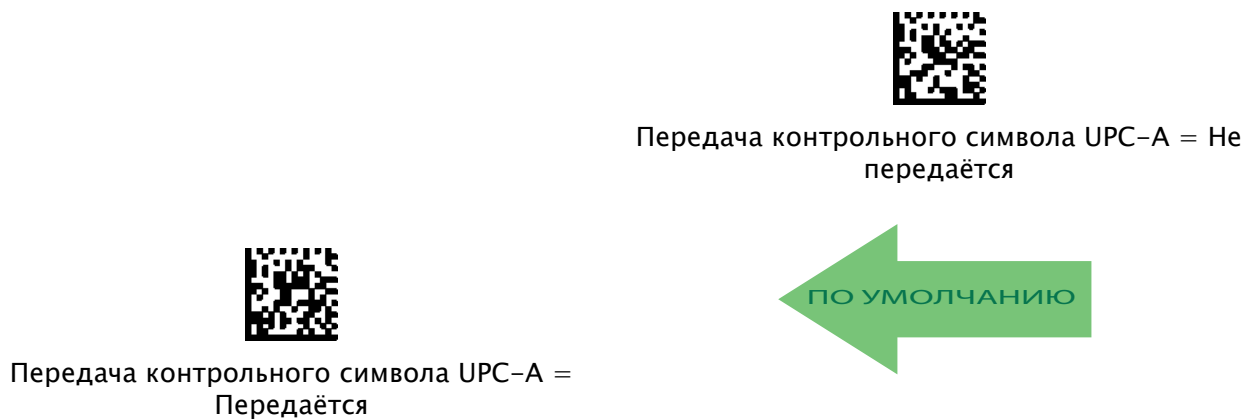 Передача контрольного символа UPC-A = Не
передаётся
ПО УМОЛЧАНИЮ
Передача контрольного символа UPC-A =
Передаётся